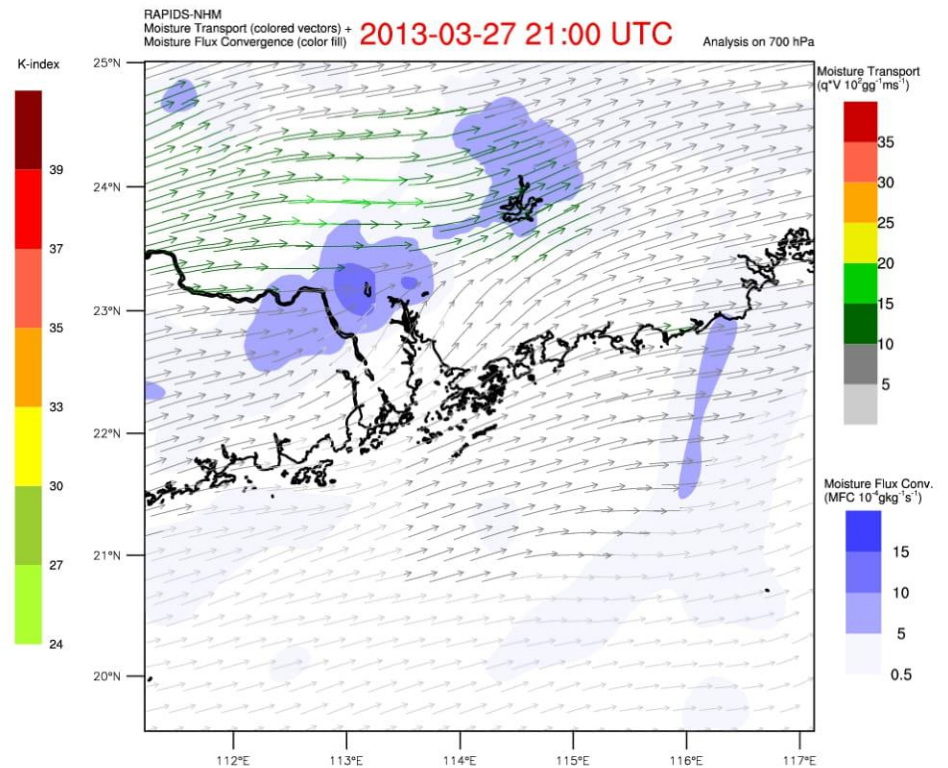 RAPIDS-NHM
Moisture Transport (colored vectors) +
Moisture Flux Convergence (color fill)
2013-03-27 21:00 UTC
Analysis on 700 hPa
K-index
39
37
35
33
30
27
24
25°N
24°N
23°N
22°N
21°N
20°N
112°E
113°E
114°E
115°E
116°E
117°E
Moisture Transport
(q*V 10²gg⁻¹ms⁻¹)
35
30
25
20
15
10
5
Moisture Flux Conv.
(MFC 10⁻⁴gkg⁻¹s⁻¹)
15
10
5
0.5